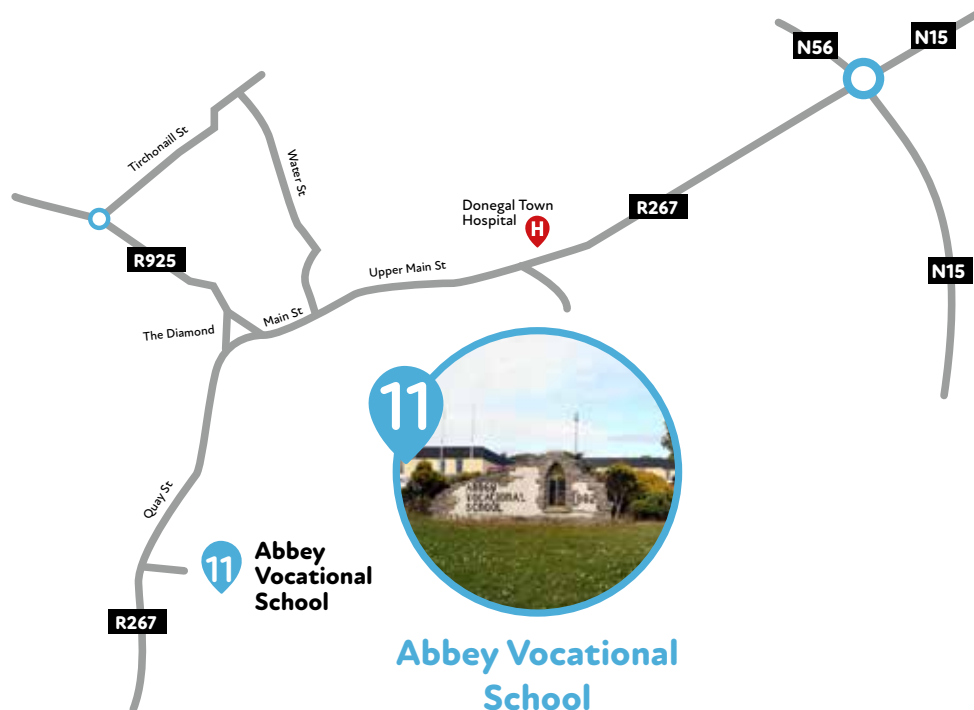 N56
N15
Tirchonaill St
Water St
Donegal Town
Hospital
H
R267
R925
Upper Main St
N15
Main St
The Diamond
11
ABBEY
VOCATIONAL
SCHOOL
Quay St
11
Abbey
Vocational
School
R267
Abbey Vocational
School